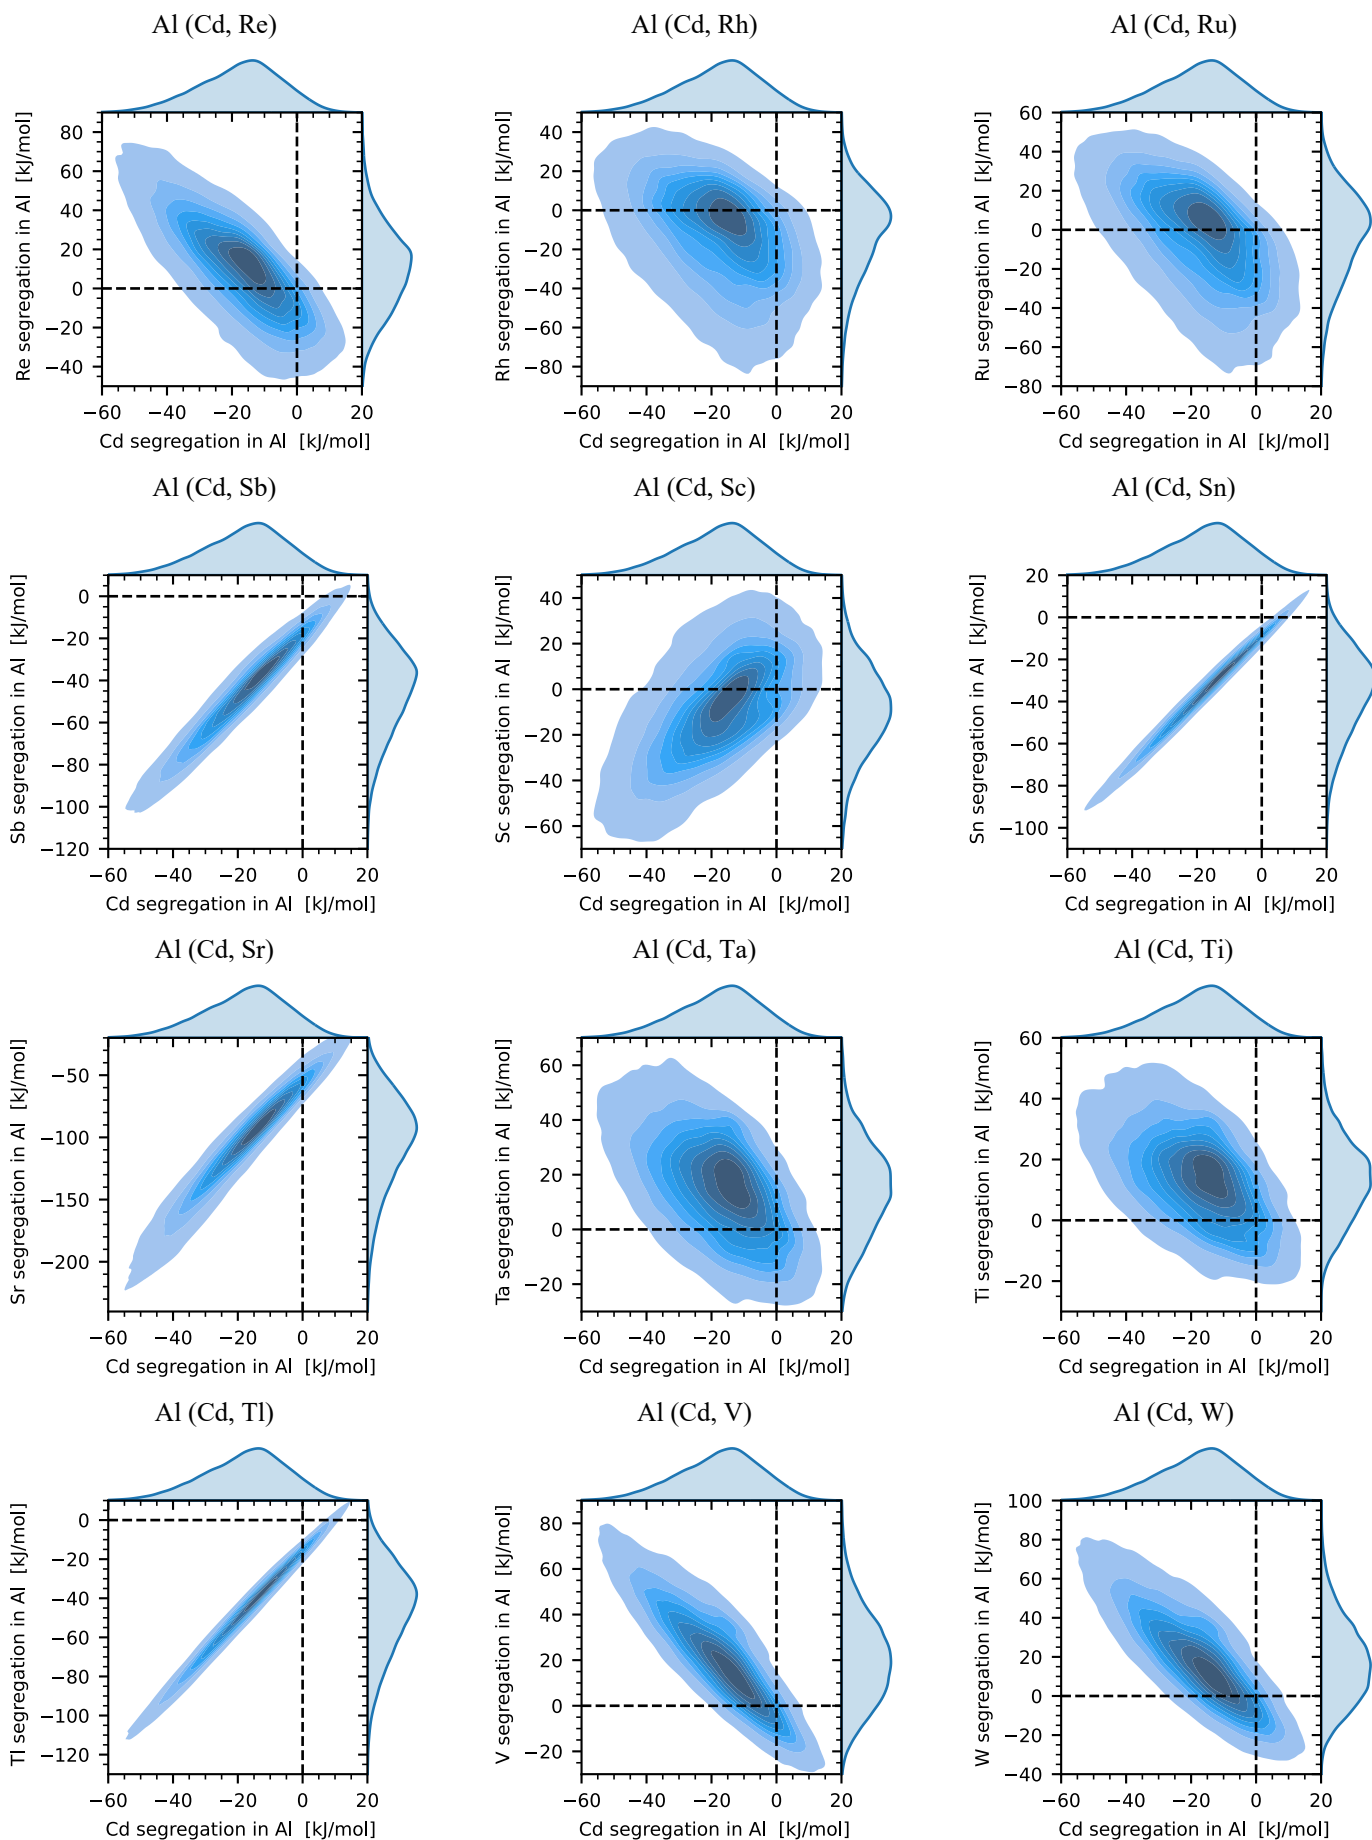 Al (Cd, Re)
Al (Cd, Rh)
Al (Cd, Ru)
Re segregation in Al [kJ/mol]
80
60
40
20
0
−20
−40
−60 −40 −20 0 20
Cd segregation in Al [kJ/mol]
Rh segregation in Al [kJ/mol]
40
20
0
−20
−40
−60
−80
−60 −40 −20 0 20
Cd segregation in Al [kJ/mol]
Ru segregation in Al [kJ/mol]
60
40
20
0
−20
−40
−60
−80
−60 −40 −20 0 20
Cd segregation in Al [kJ/mol]
Al (Cd, Sb)
Al (Cd, Sc)
Al (Cd, Sn)
Sb segregation in Al [kJ/mol]
0
−20
−40
−60
−80
−100
−120
−60 −40 −20 0 20
Cd segregation in Al [kJ/mol]
Sc segregation in Al [kJ/mol]
40
20
0
−20
−40
−60
−60 −40 −20 0 20
Cd segregation in Al [kJ/mol]
Sn segregation in Al [kJ/mol]
20
0
−20
−40
−60
−80
−100
−60 −40 −20 0 20
Cd segregation in Al [kJ/mol]
Al (Cd, Sr)
Al (Cd, Ta)
Al (Cd, Ti)
Sr segregation in Al [kJ/mol]
−50
−100
−150
−200
−60 −40 −20 0 20
Cd segregation in Al [kJ/mol]
Ta segregation in Al [kJ/mol]
60
40
20
0
−20
−60 −40 −20 0 20
Cd segregation in Al [kJ/mol]
Ti segregation in Al [kJ/mol]
60
40
20
0
−20
−60 −40 −20 0 20
Cd segregation in Al [kJ/mol]
Al (Cd, Tl)
Al (Cd, V)
Al (Cd, W)
Tl segregation in Al [kJ/mol]
0
−20
−40
−60
−80
−100
−120
−60 −40 −20 0 20
Cd segregation in Al [kJ/mol]
V segregation in Al [kJ/mol]
80
60
40
20
0
−20
−60 −40 −20 0 20
Cd segregation in Al [kJ/mol]
W segregation in Al [kJ/mol]
100
80
60
40
20
0
−20
−40
−60 −40 −20 0 20
Cd segregation in Al [kJ/mol]